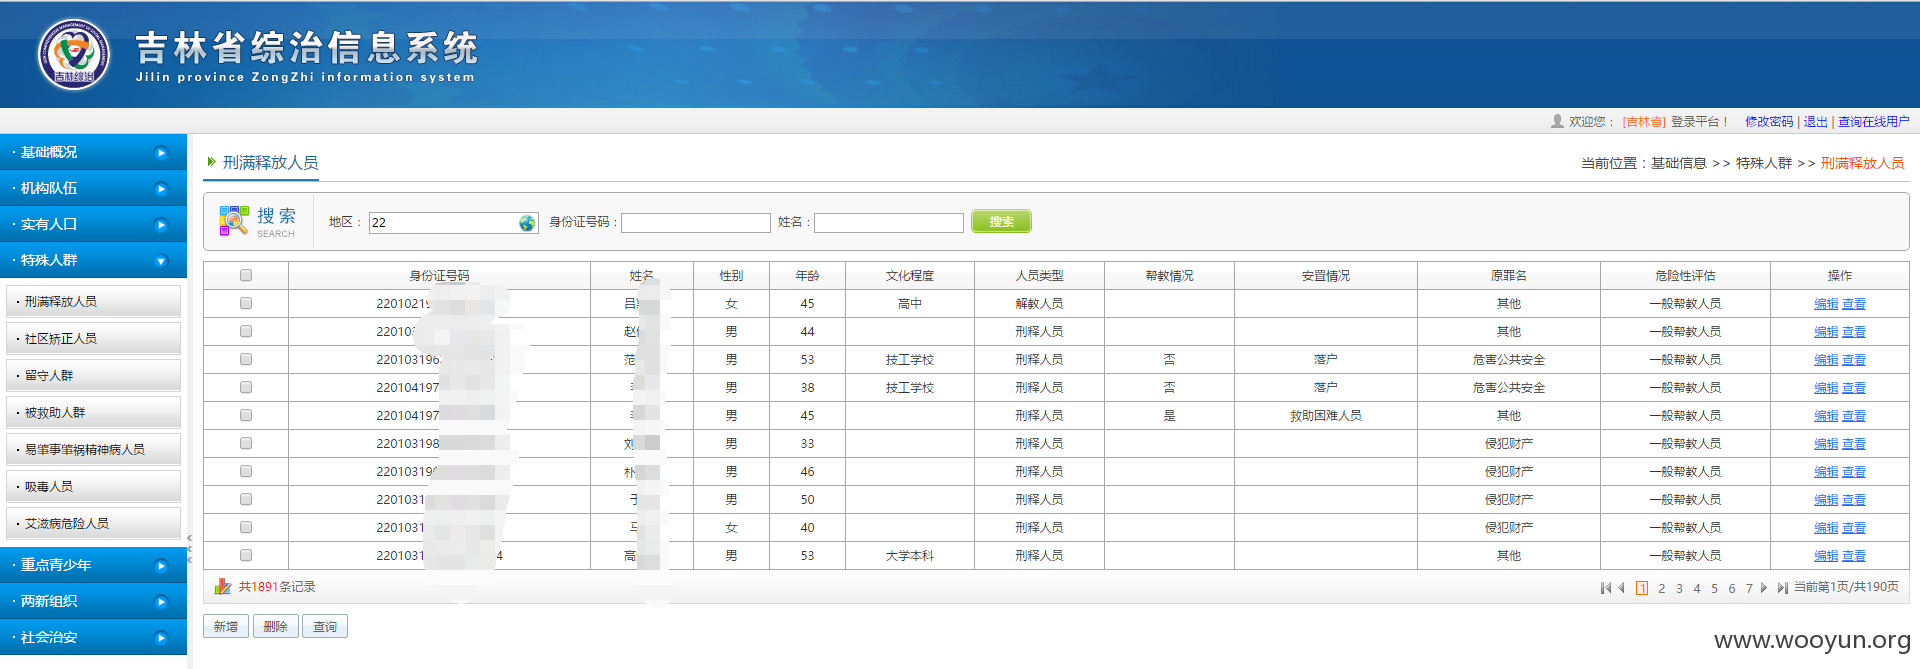 吉林省综治信息系统
Jilin province ZongZhi information system
吉林综治
欢迎您： [吉林省] 登录平台！ 修改密码 | 退出 | 查询在线用户
· 基础概况
· 机构队伍
· 实有人口
· 特殊人群
· 刑满释放人员
· 社区矫正人员
· 留守人群
· 被救助人群
· 易肇事肇祸精神病人员
· 吸毒人员
· 艾滋病危险人员
· 重点青少年
· 两新组织
· 社会治安
刑满释放人员
当前位置：基础信息 >> 特殊人群 >> 刑满释放人员
搜索 SEARCH 地区： 22 身份证号码： 姓名： 搜索
身份证号码 姓名 性别 年龄 文化程度 人员类型 帮教情况 安置情况 原罪名 危险性评估 操作
2201021 吕 女 45 高中 解教人员 其他 一般帮教人员 编辑 查看
22010 赵 男 44 刑释人员 其他 一般帮教人员 编辑 查看
220103196 范 男 53 技工学校 刑释人员 否 落户 危害公共安全 一般帮教人员 编辑 查看
220104197 男 38 技工学校 刑释人员 否 落户 危害公共安全 一般帮教人员 编辑 查看
220104197 男 45 刑释人员 是 救助困难人员 其他 一般帮教人员 编辑 查看
220103198 刘 男 33 刑释人员 侵犯财产 一般帮教人员 编辑 查看
22010319 朴 男 46 刑释人员 侵犯财产 一般帮教人员 编辑 查看
2201031 男 50 刑释人员 侵犯财产 一般帮教人员 编辑 查看
2201031 女 40 刑释人员 侵犯财产 一般帮教人员 编辑 查看
2201031 4 高 男 53 大学本科 刑释人员 其他 一般帮教人员 编辑 查看
共1891条记录
1 2 3 4 5 6 7 当前第1页/共190页
新增 删除 查询
www.wooyun.org